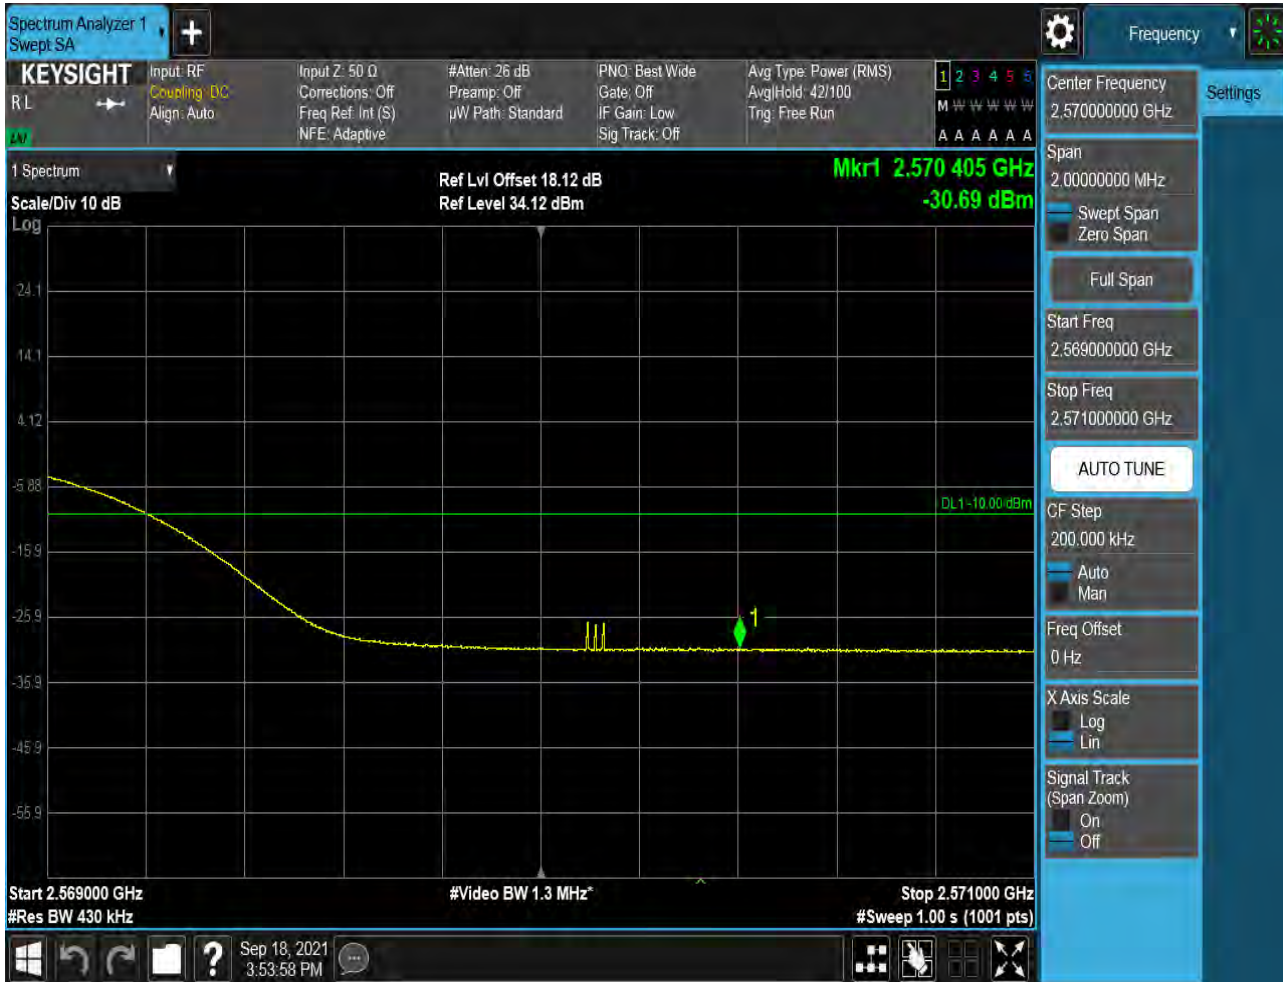 Spectrum Analyzer 1
Swept SA
Frequency
KEYSIGHT
R L
LXI
Input: RF
Coupling: DC
Align: Auto
Input Z: 50 Ω
Corrections: Off
Freq Ref: Int (S)
NFE: Adaptive
#Atten: 26 dB
Preamp: Off
µW Path: Standard
PNO: Best Wide
Gate: Off
IF Gain: Low
Sig Track: Off
Avg Type: Power (RMS)
Avg|Hold: 42/100
Trig: Free Run
1 2 3 4 5 6
M W W W W W
A A A A A A
1 Spectrum
Scale/Div 10 dB
Log
Ref Lvl Offset 18.12 dB
Ref Level 34.12 dBm
Mkr1 2.570 405 GHz
-30.69 dBm
24.1
14.1
4.12
-5.88
-15.9
-25.9
-35.9
-45.9
-55.9
DL1 -10.00 dBm
1
Start 2.569000 GHz
#Res BW 430 kHz
#Video BW 1.3 MHz*
Stop 2.571000 GHz
#Sweep 1.00 s (1001 pts)
Sep 18, 2021
3:53:58 PM
Center Frequency
2.570000000 GHz
Settings
Span
2.00000000 MHz
Swept Span
Zero Span
Full Span
Start Freq
2.569000000 GHz
Stop Freq
2.571000000 GHz
AUTO TUNE
CF Step
200.000 kHz
Auto
Man
Freq Offset
0 Hz
X Axis Scale
Log
Lin
Signal Track
(Span Zoom)
On
Off